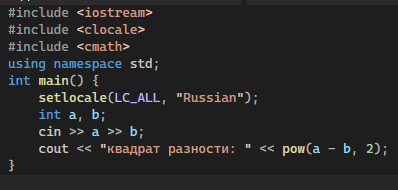 #include <iostream>
#include <clocale>
#include <cmath>
using namespace std;
int main() {
    setlocale(LC_ALL, "Russian");
    int a, b;
    cin >> a >> b;
    cout << "квадрат разности: " << pow(a - b, 2);
}